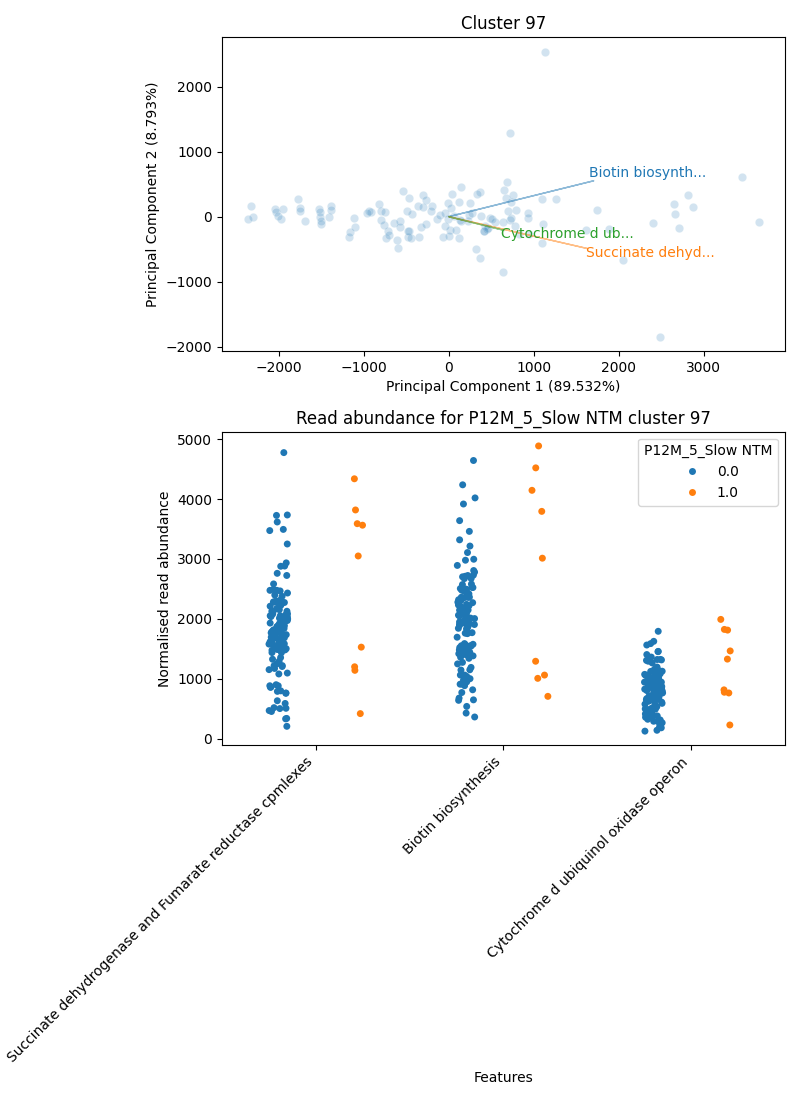 Cluster 97
Principal Component 2 (8.793%)
2000
1000
0
−1000
−2000
Biotin biosynth...
Cytochrome d ub...
Succinate dehyd...
−2000
−1000
0
1000
2000
3000
Principal Component 1 (89.532%)
Read abundance for P12M_5_Slow NTM cluster 97
Normalised read abundance
5000
4000
3000
2000
1000
0
P12M_5_Slow NTM
0.0
1.0
Succinate dehydrogenase and Fumarate reductase cpmlexes
Biotin biosynthesis
Cytochrome d ubiquinol oxidase operon
Features